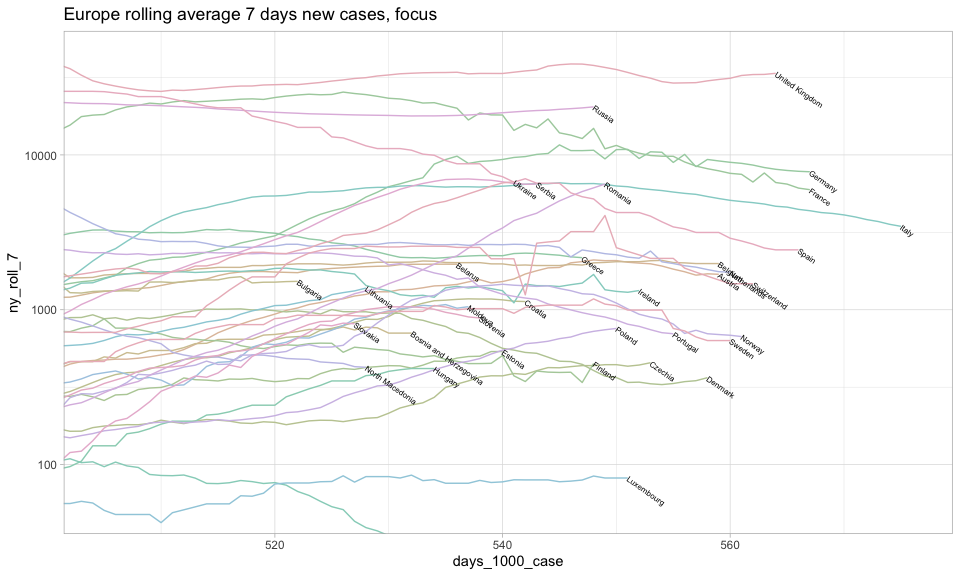 Europe rolling average 7 days new cases, focus
ny_roll_7
10000
1000
100
United Kingdom
Russia
Germany
France
Ukraine
Serbia
Romania
Italy
Spain
Greece
Belarus
Austria
Switzerland
Bulgaria
Lithuania
Ireland
Croatia
Slovenia
Slovakia
Bosnia and Herzegovina
Poland
Portugal
Norway
Sweden
Estonia
North Macedonia
Hungary
Finland
Czechia
Denmark
Luxembourg
520
540
560
days_1000_case